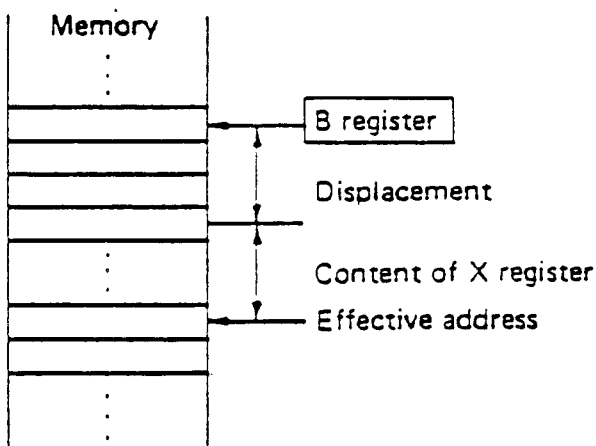 Memory
B register
Displacement
Content of X register
Effective address